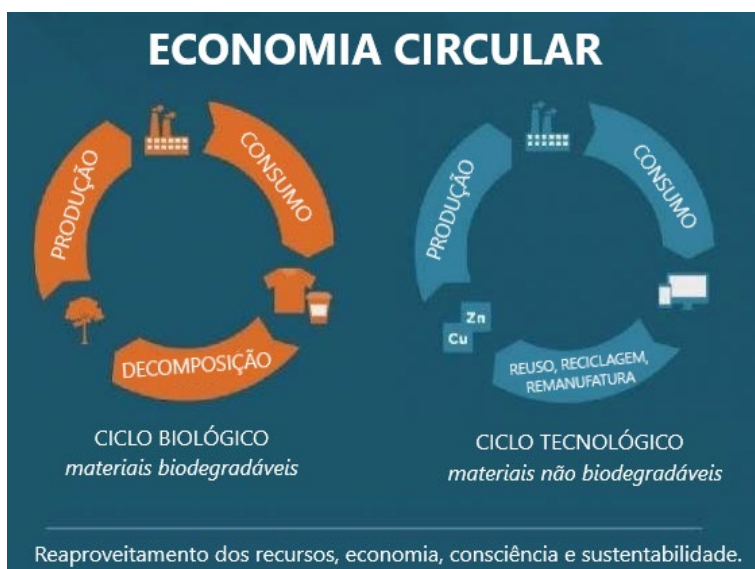 ECONOMIA CIRCULAR
PRODUÇÃO
CONSUMO
DECOMPOSIÇÃO
CICLO BIOLÓGICO
materiais biodegradáveis
PRODUÇÃO
CONSUMO
Zn
Cu
REUSO, RECICLAGEM,
REMANUFATURA
CICLO TECNOLÓGICO
materiais não biodegradáveis
Reaproveitamento dos recursos, economia, consciência e sustentabilidade.